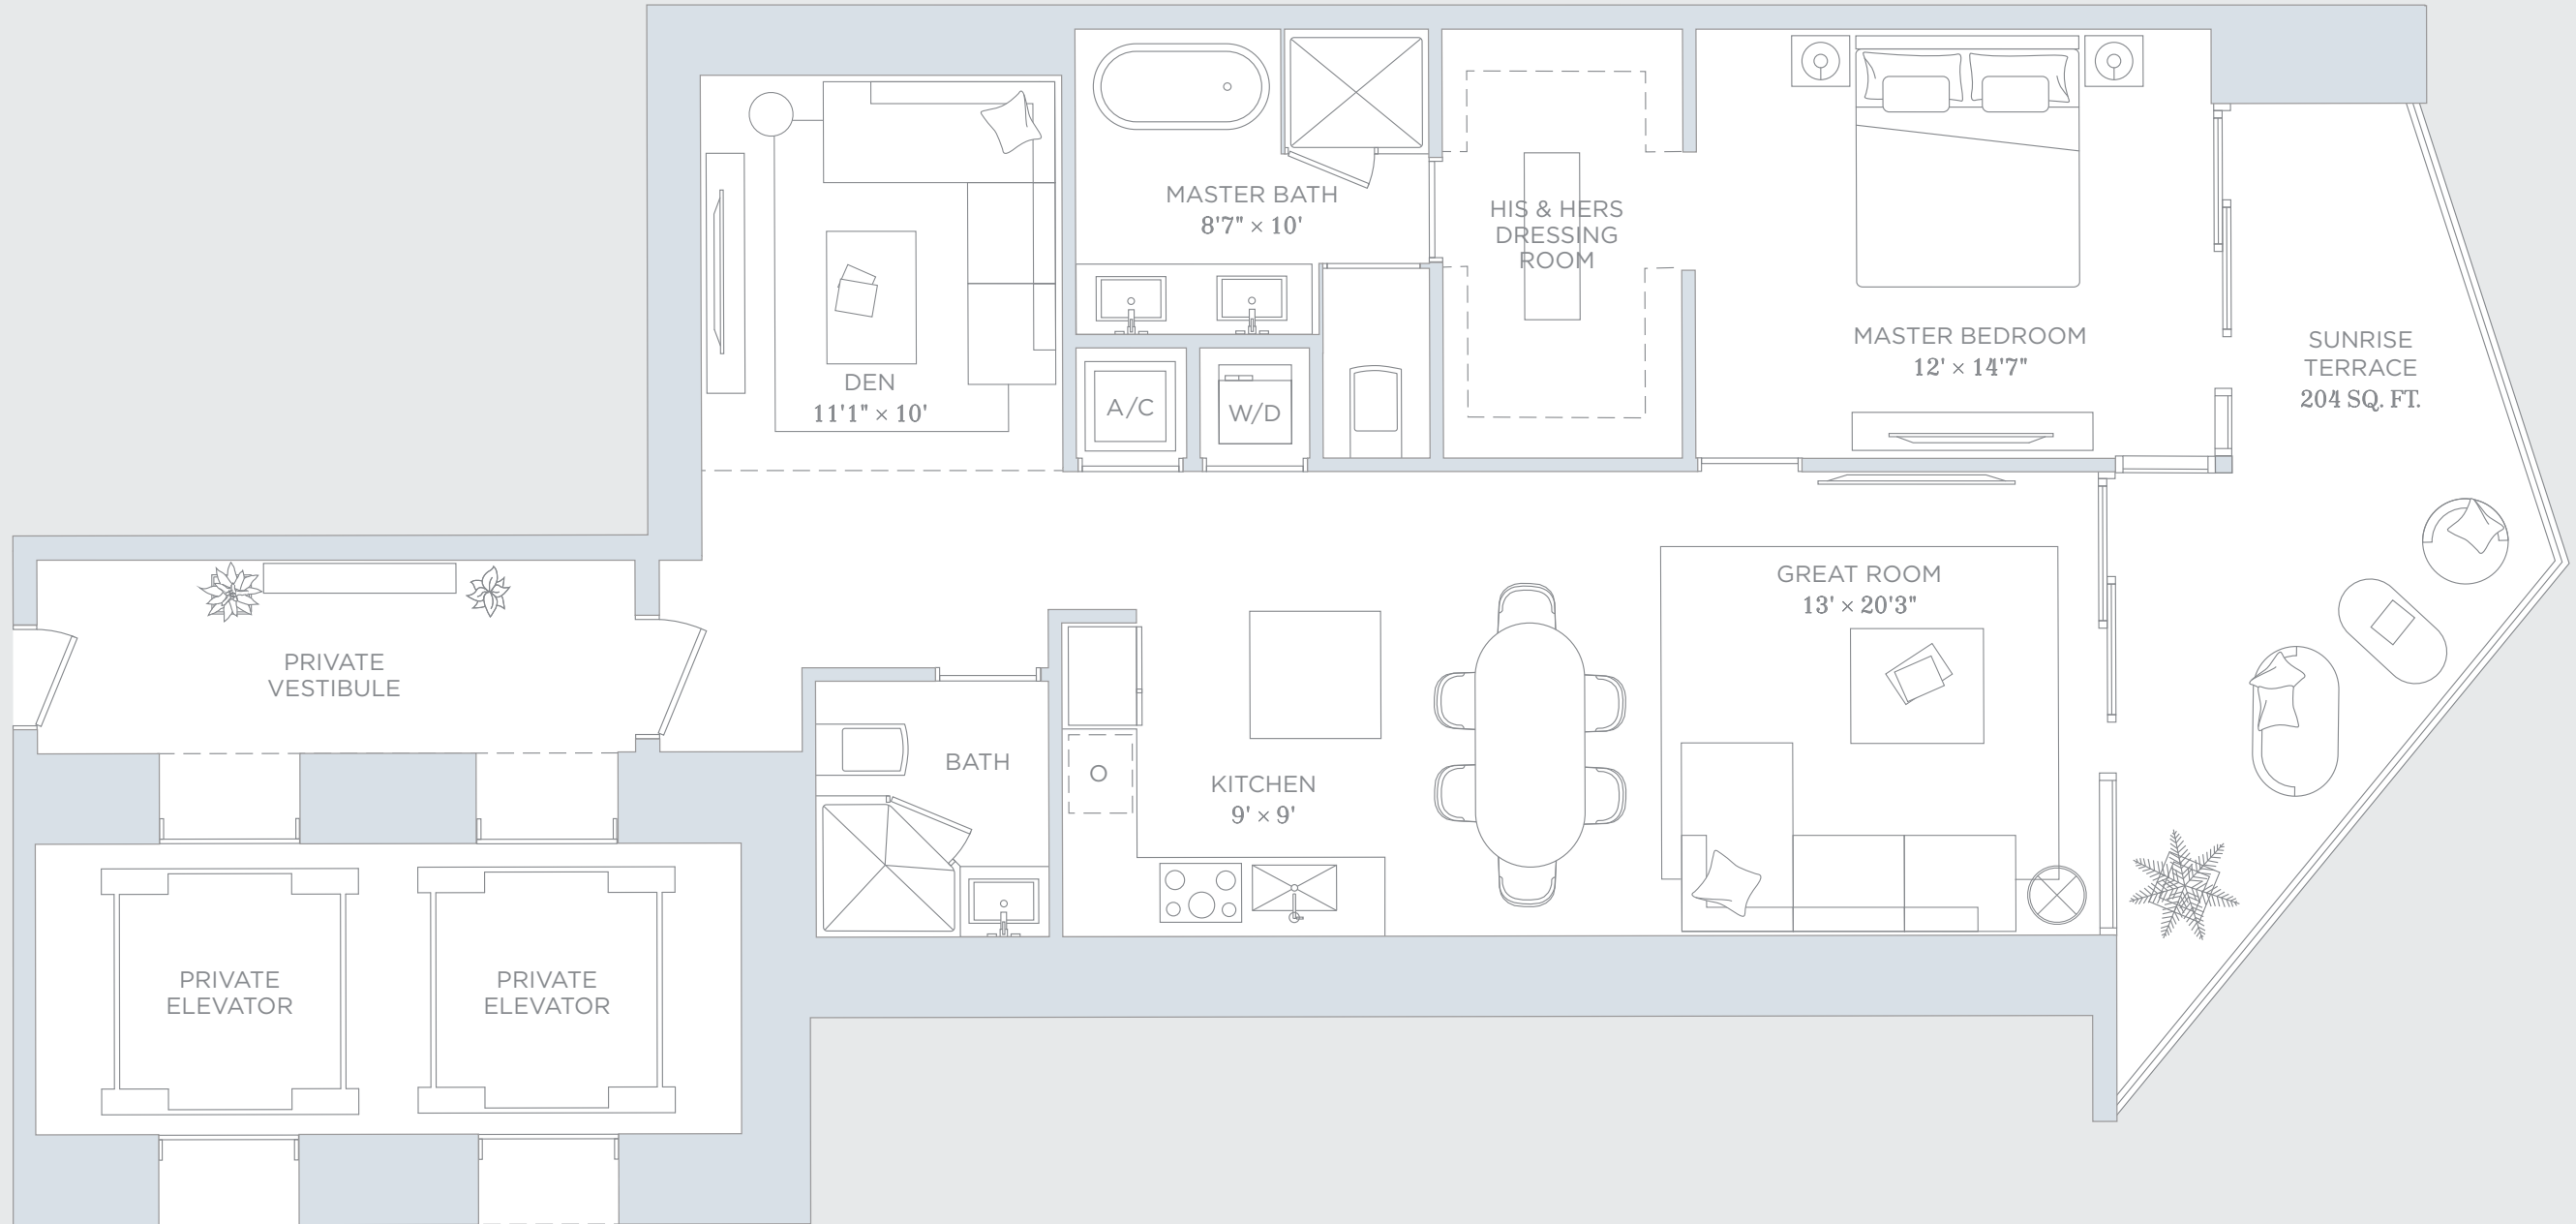 MASTER BATH
8'7" × 10'
HIS & HERS
DRESSING
ROOM
MASTER BEDROOM
12' × 14'7"
SUNRISE
TERRACE
204 SQ. FT.
DEN
11'1" × 10'
A/C
W/D
GREAT ROOM
13' × 20'3"
PRIVATE
VESTIBULE
BATH
KITCHEN
9' × 9'
PRIVATE
ELEVATOR
PRIVATE
ELEVATOR